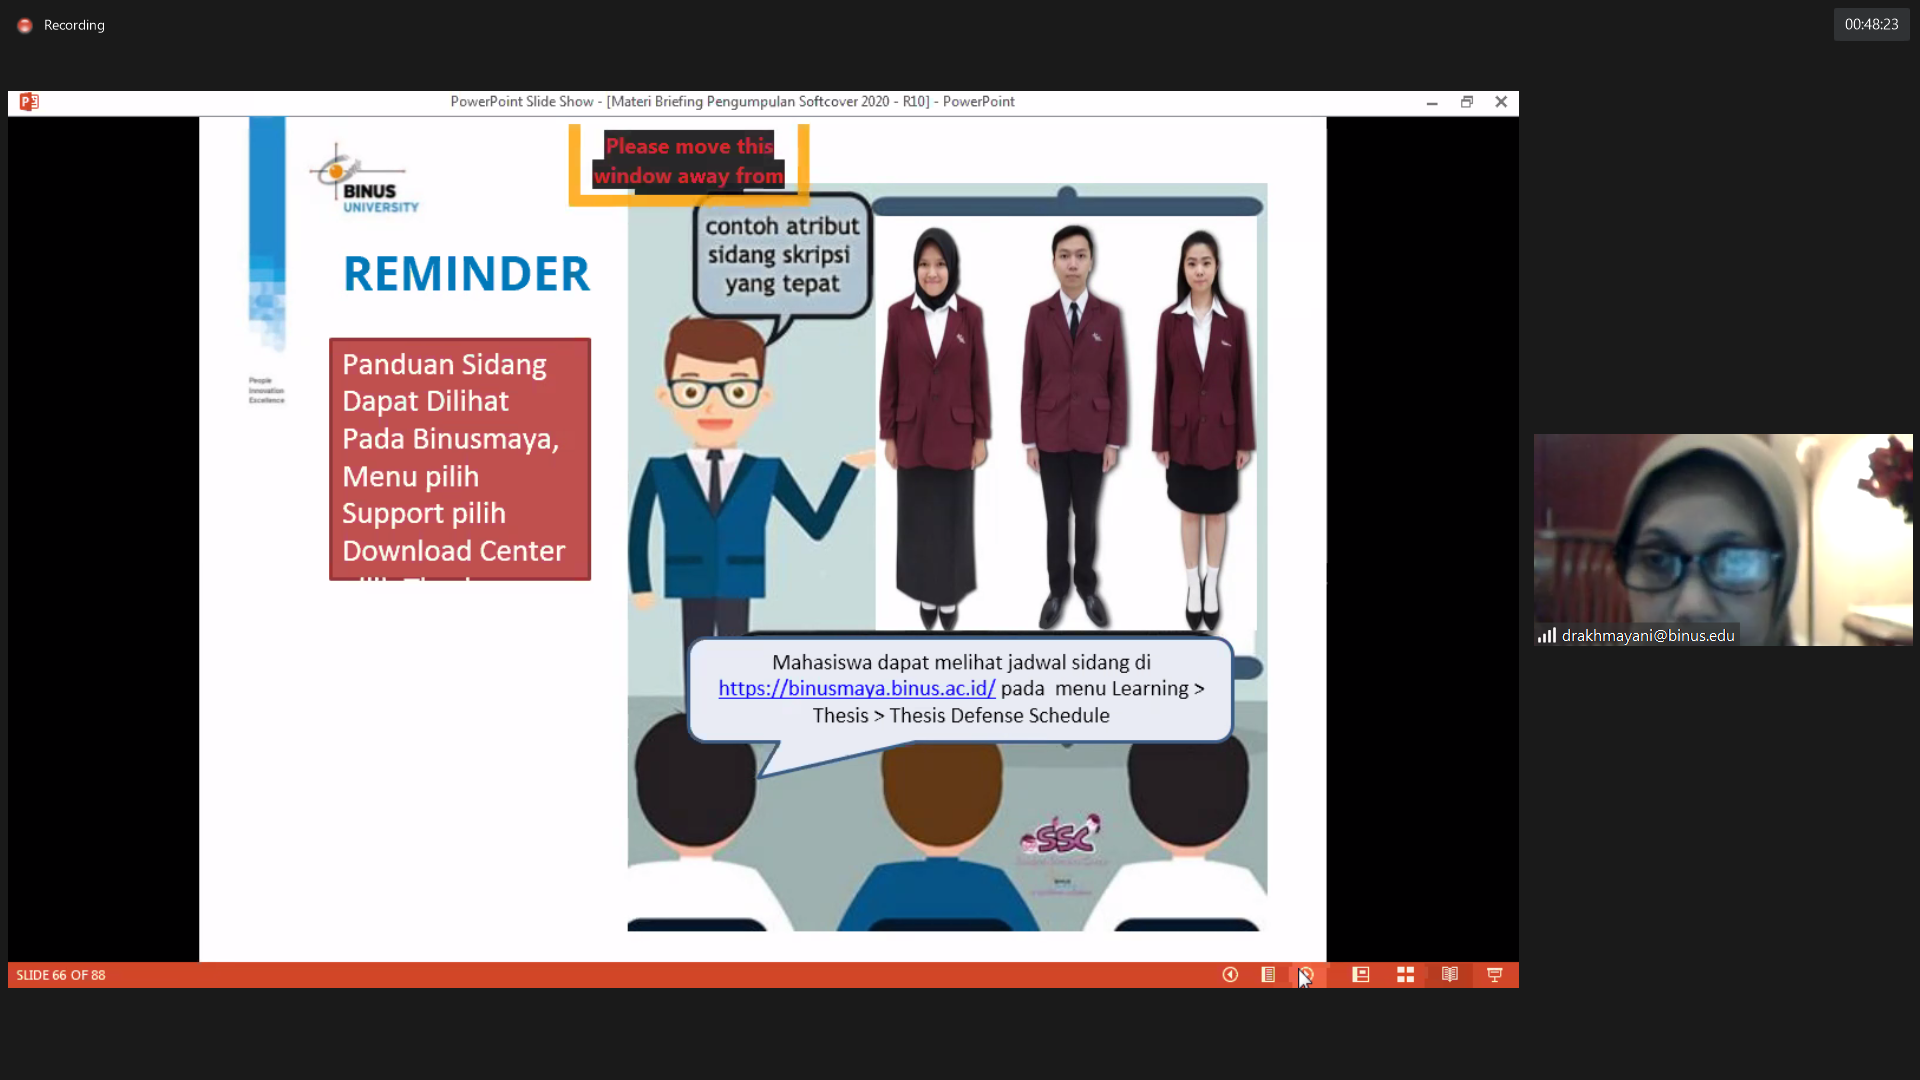 Recording
00:48:23
PowerPoint Slide Show - [Materi Briefing Pengumpulan Softcover 2020 - R10] - PowerPoint
Please move this
window away from
BINUS
UNIVERSITY
REMINDER
People
Innovation
Excellence
Panduan Sidang
Dapat Dilihat
Pada Binusmaya,
Menu pilih
Support pilih
Download Center
contoh atribut
sidang skripsi
yang tepat
Mahasiswa dapat melihat jadwal sidang di
https://binusmaya.binus.ac.id/ pada menu Learning >
Thesis > Thesis Defense Schedule
SSC
drakhmayani@binus.edu
SLIDE 66 OF 88